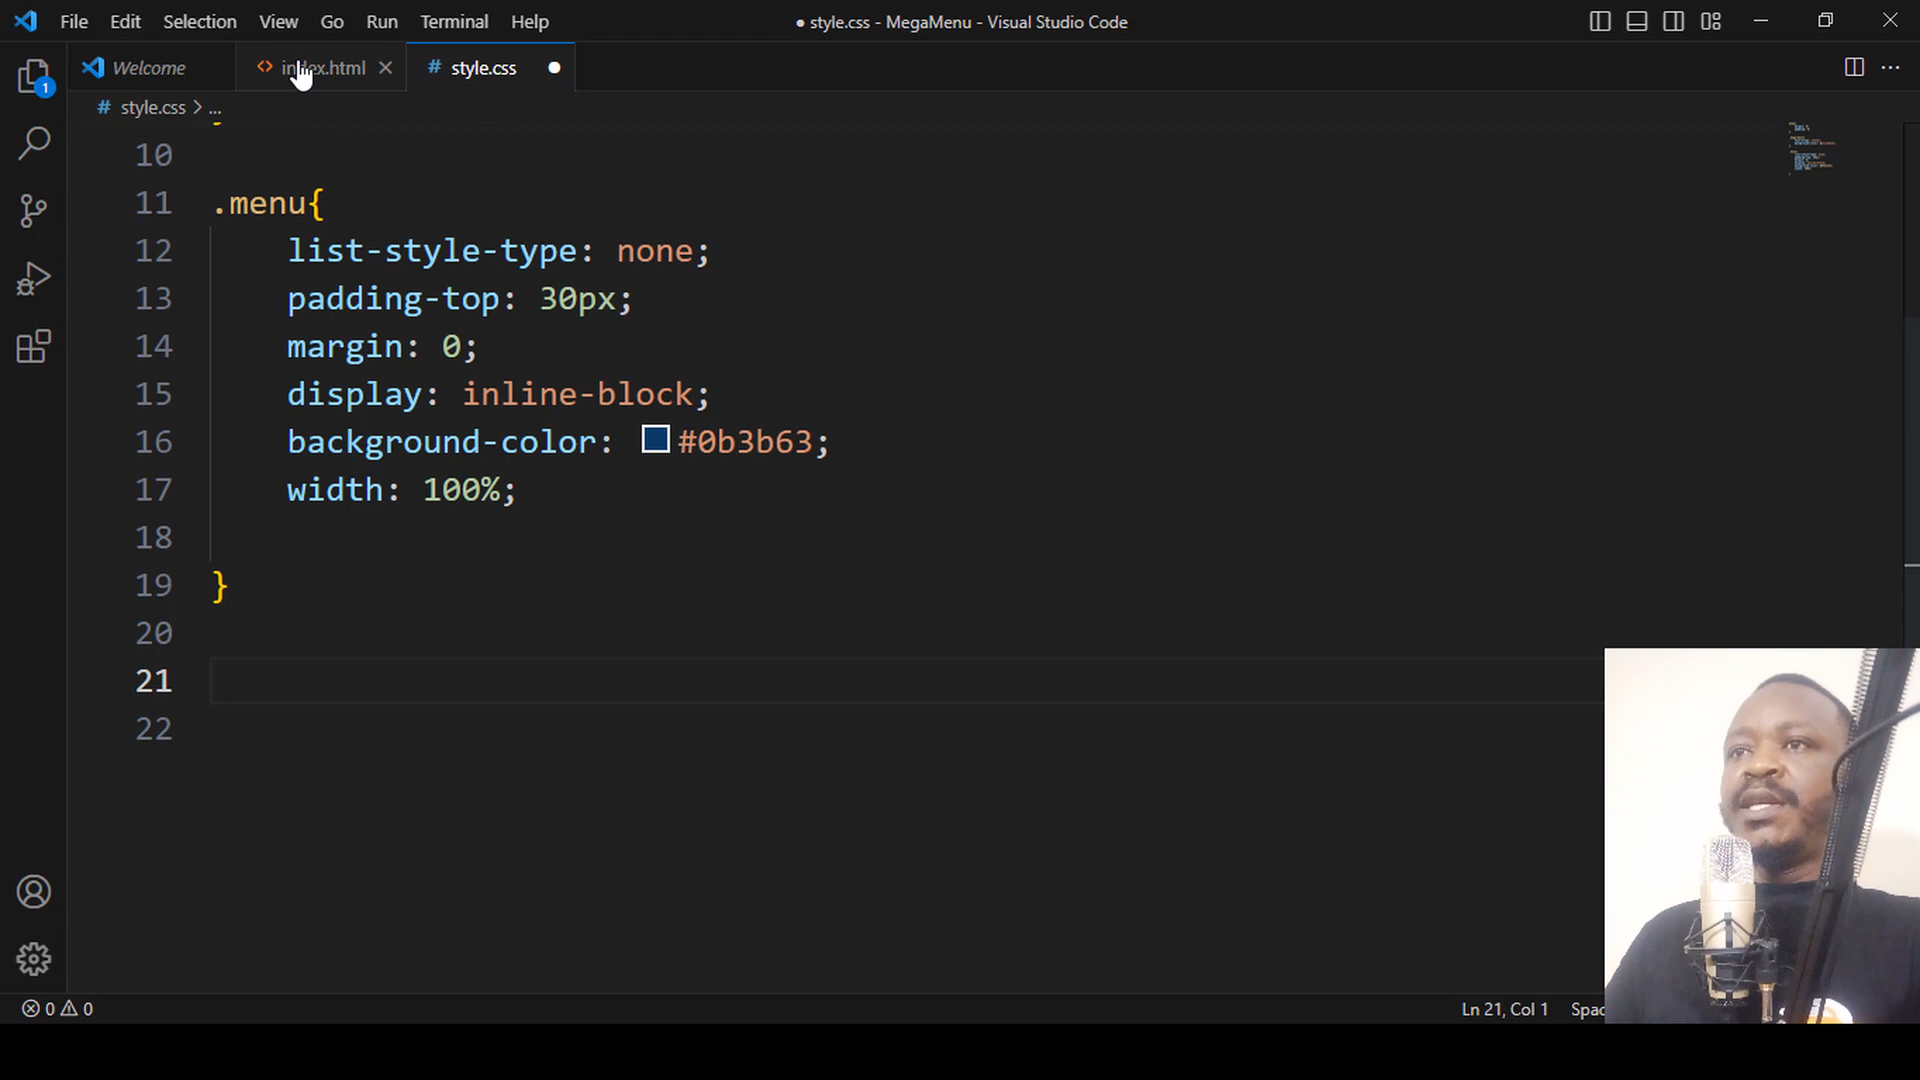 File Edit Selection View Go Run Terminal Help
● style.css - MegaMenu - Visual Studio Code
Welcome
index.html
# style.css
1
# style.css > ...
10
11 .menu{
12 list-style-type: none;
13 padding-top: 30px;
14 margin: 0;
15 display: inline-block;
16 background-color: #0b3b63;
17 width: 100%;
18
19 }
20
21
22
0 0
Ln 21, Col 1 Spac